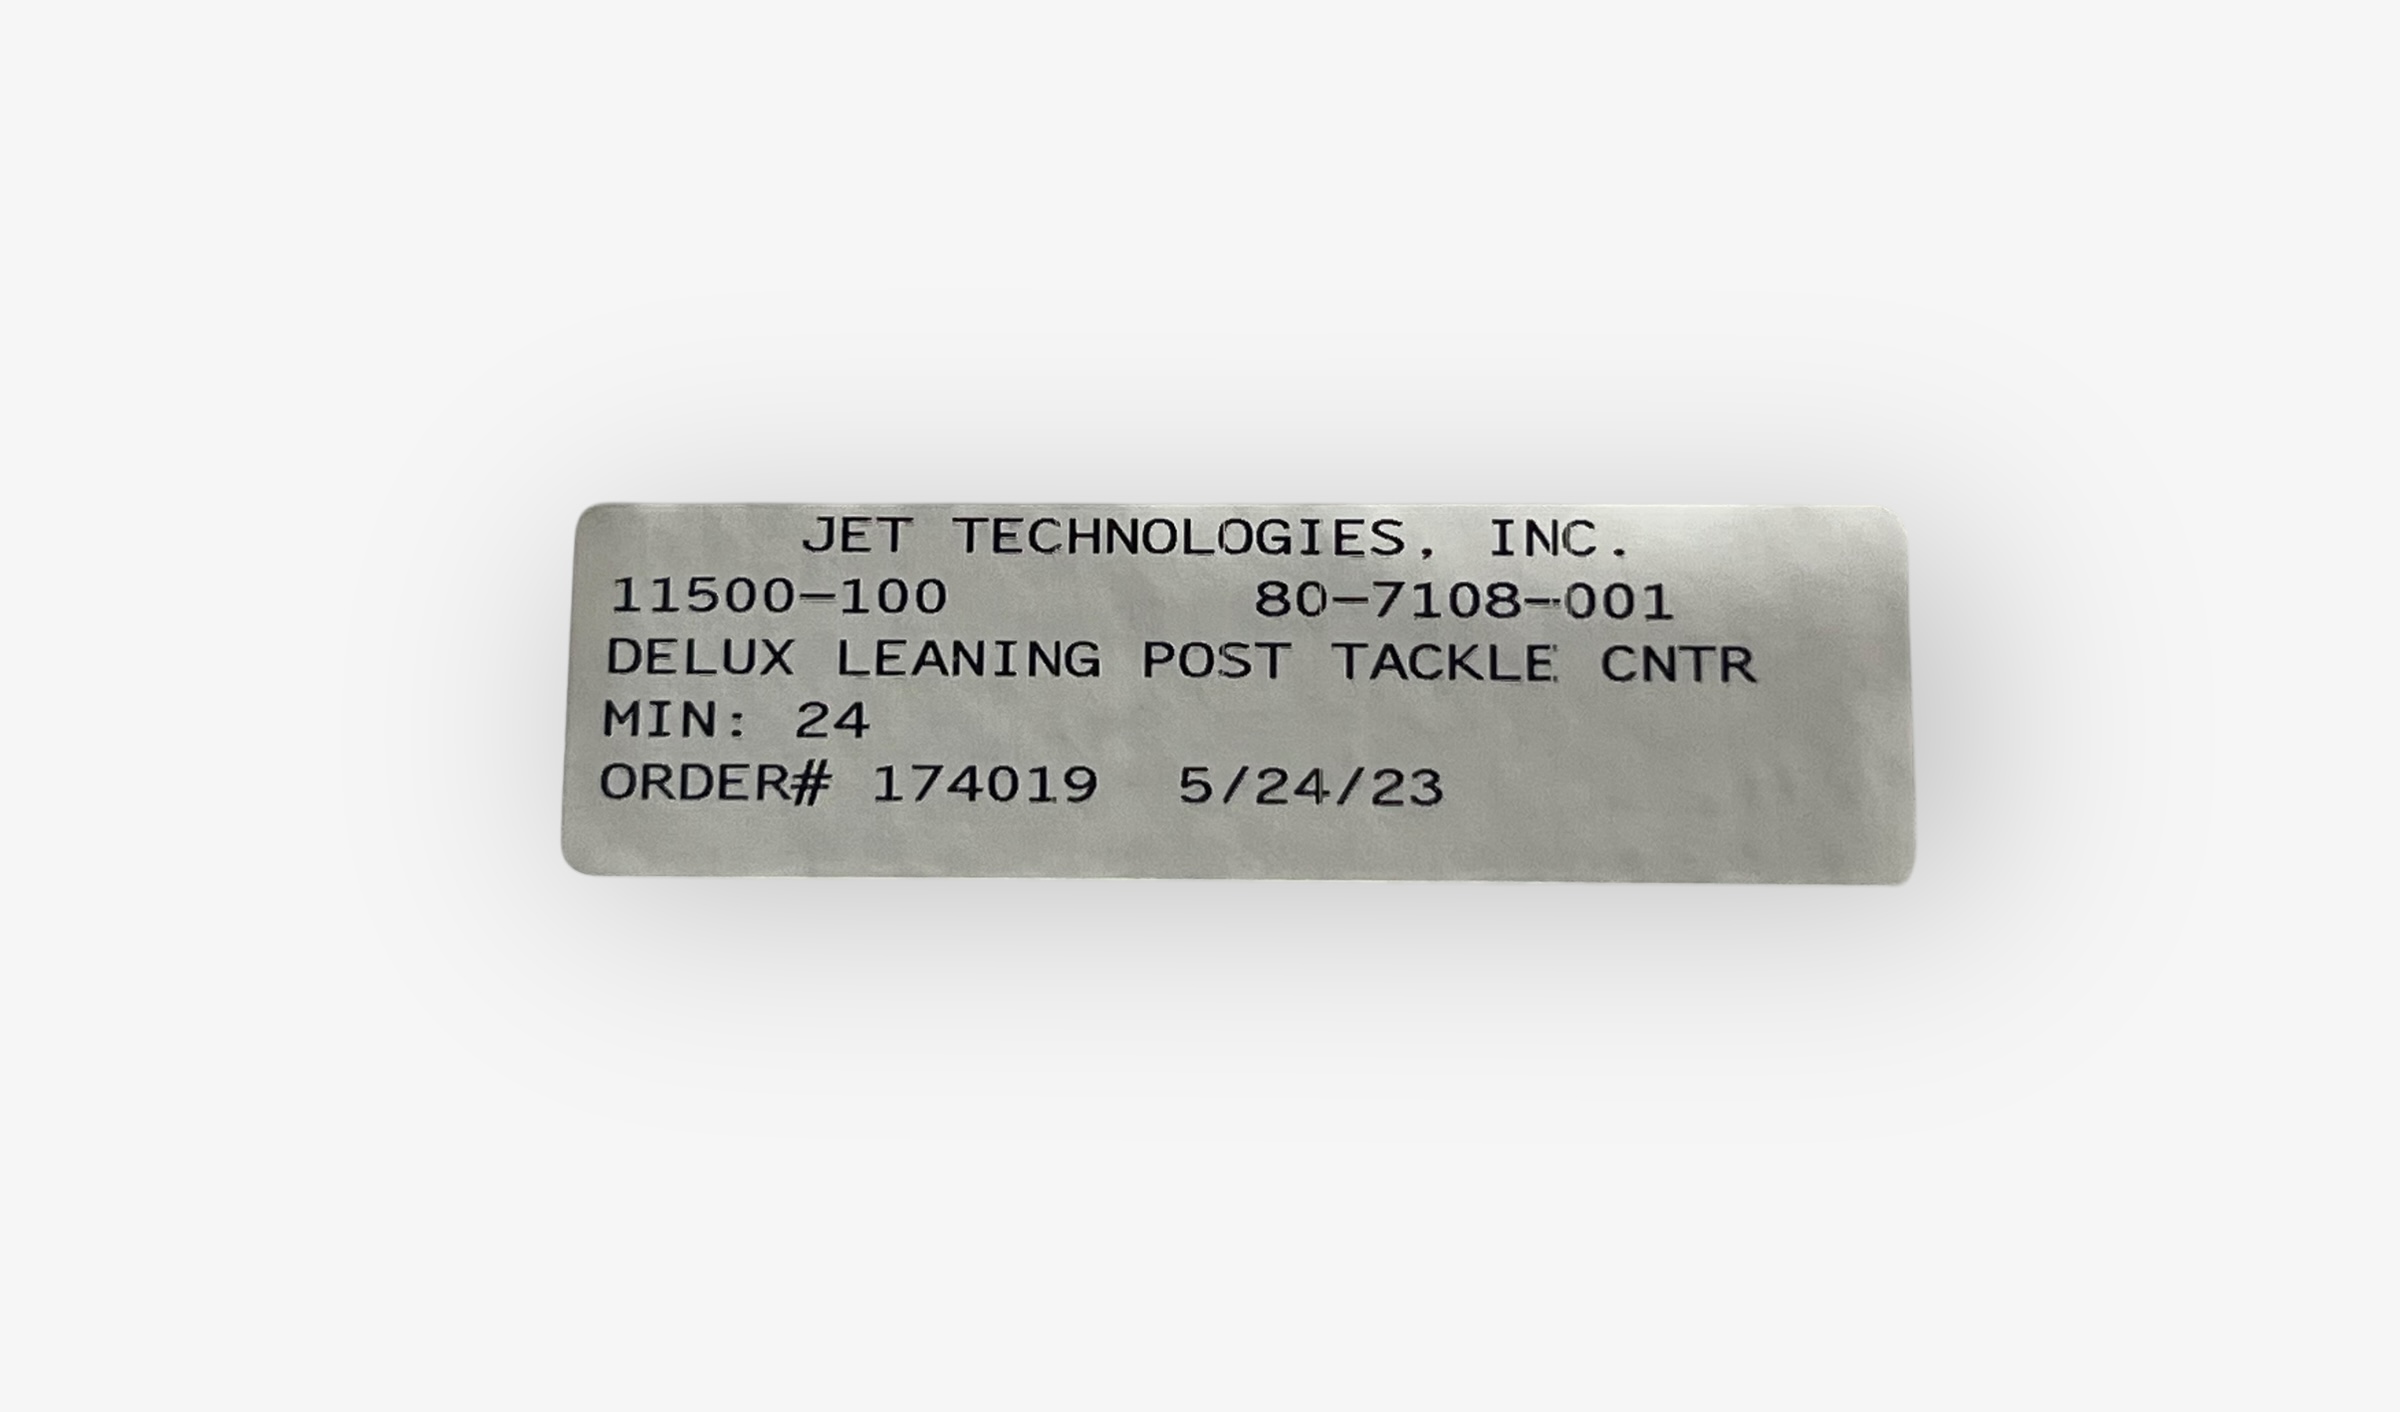 JET TECHNOLOGIES, INC.
11500-100 80-7108-001
DELUX LEANING POST TACKLE CNTR
MIN: 24
ORDER# 174019 5/24/23